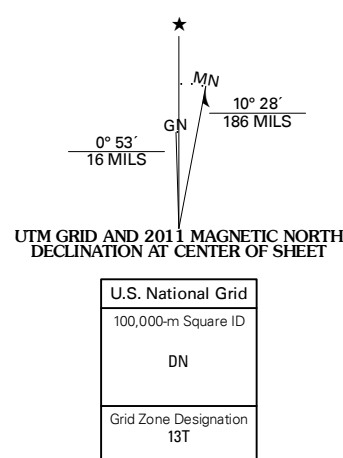 ★
MN
GN
10° 28´
186 MILS
0° 53´
16 MILS
UTM GRID AND 2011 MAGNETIC NORTH
DECLINATION AT CENTER OF SHEET
U.S. National Grid
100,000-m Square ID
DN
Grid Zone Designation
13T